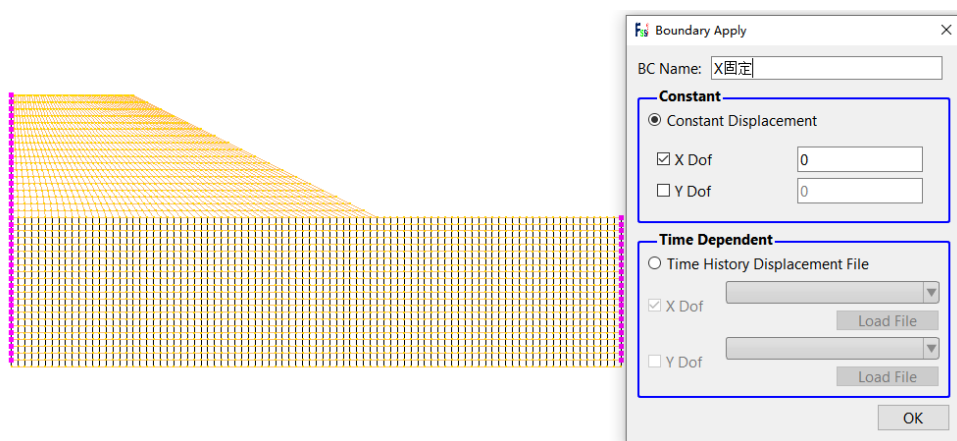 Boundary Apply
BC Name: X固定
Constant
Constant Displacement
X Dof 0
Y Dof 0
Time Dependent
Time History Displacement File
X Dof
Load File
Y Dof
Load File
OK